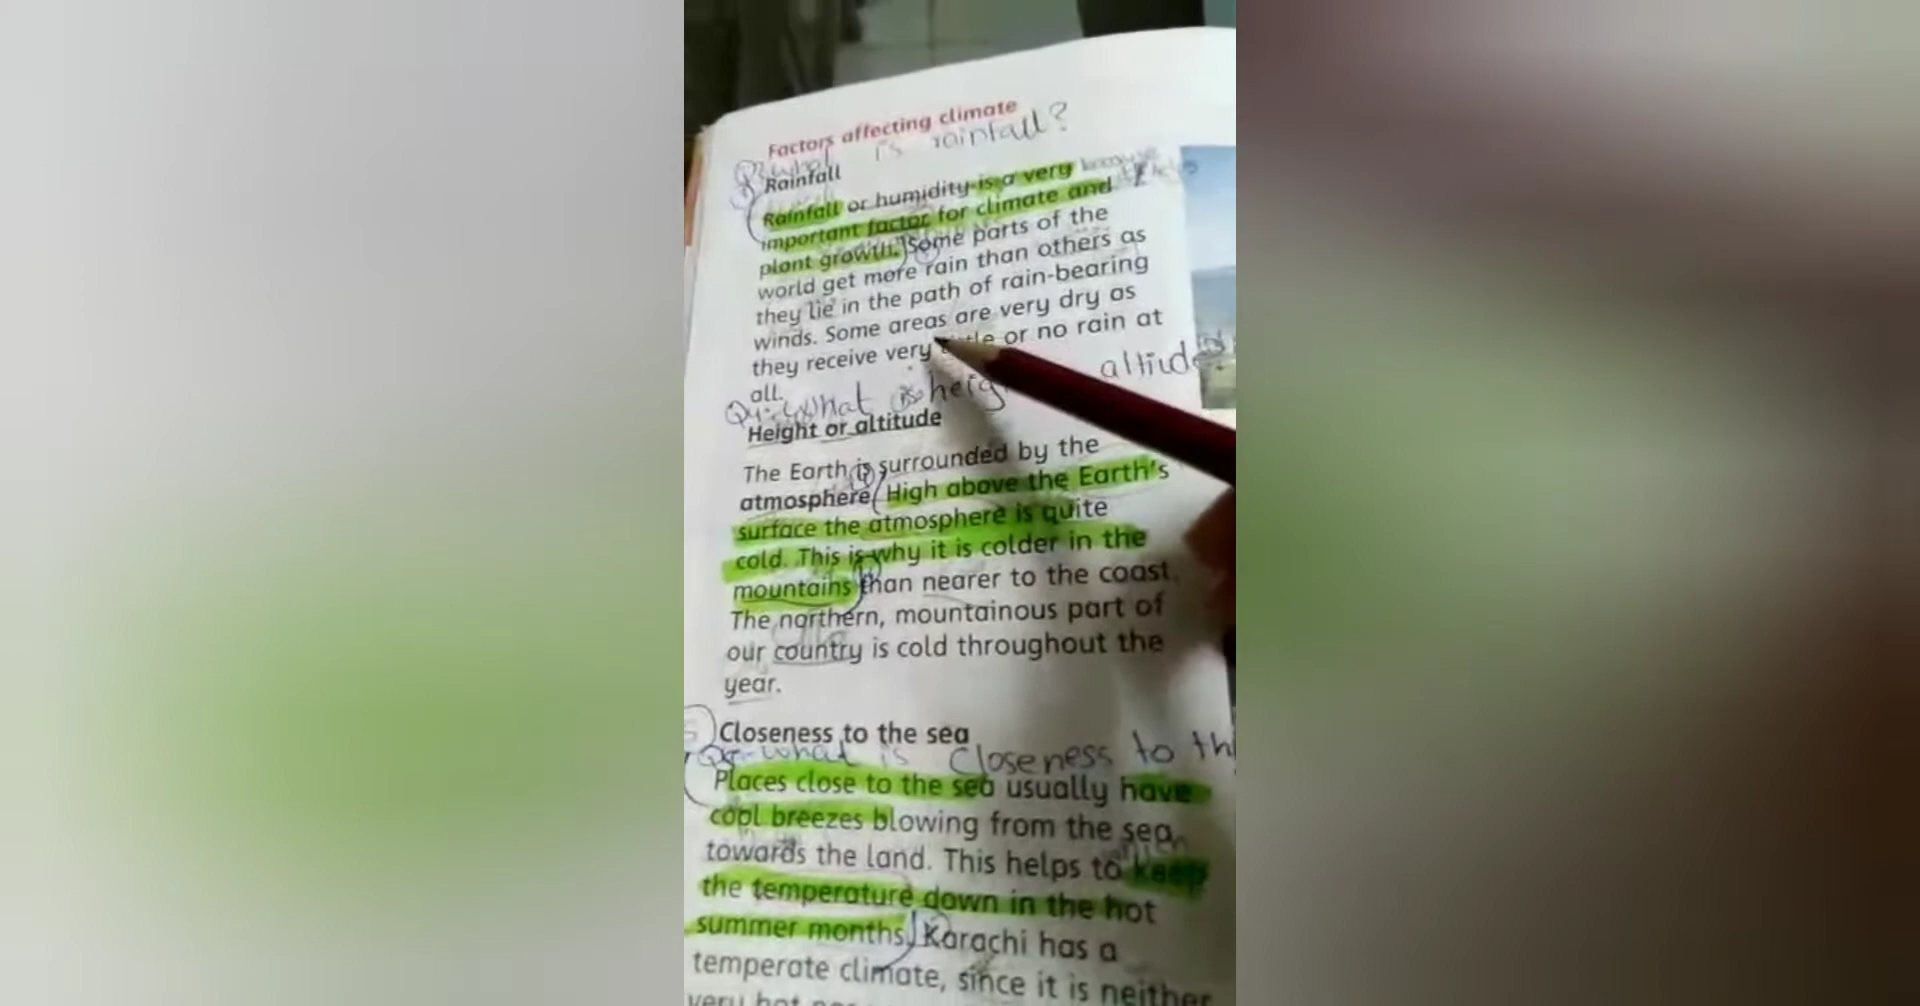 Factors affecting climate
what is rainfall?
Rainfall
Rainfall or humidity is a very
important factor for climate and
plant growth. Some parts of the
world get more rain than others as
they lie in the path of rain-bearing
winds. Some areas are very dry as
they receive very or no rain at
all.
What is heig altitude
Height or altitude
The Earth is surrounded by the
atmosphere. High above the Earth's
surface the atmosphere is quite
cold. This is why it is colder in the
mountains than nearer to the coast.
The northern, mountainous part of
our country is cold throughout the
year.
Closeness to the sea
what is Closeness to th
Places close to the sea usually have
cool breezes blowing from the sea
towards the land. This helps to keep
the temperature down in the hot
summer months. Karachi has a
temperate climate, since it is neither
very hot